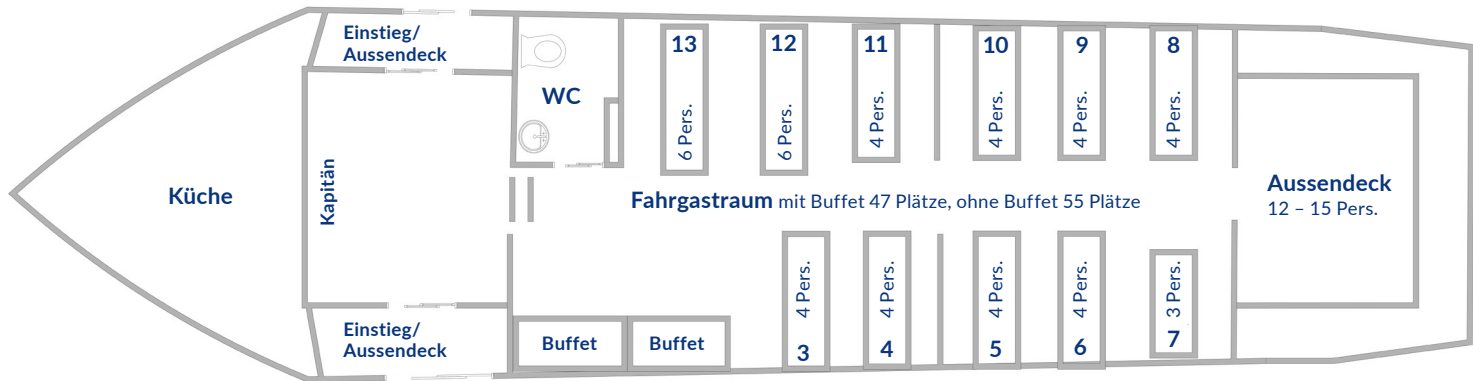 Einstieg/
Aussendeck
13
6 Pers.
12
6 Pers.
11
4 Pers.
10
4 Pers.
9
4 Pers.
8
4 Pers.
WC
Küche
Kapitän
Fahrgastraum mit Buffet 47 Plätze, ohne Buffet 55 Plätze
Aussendeck
12 – 15 Pers.
Einstieg/
Aussendeck
Buffet
Buffet
4 Pers.
3
4 Pers.
4
4 Pers.
5
4 Pers.
6
3 Pers.
7